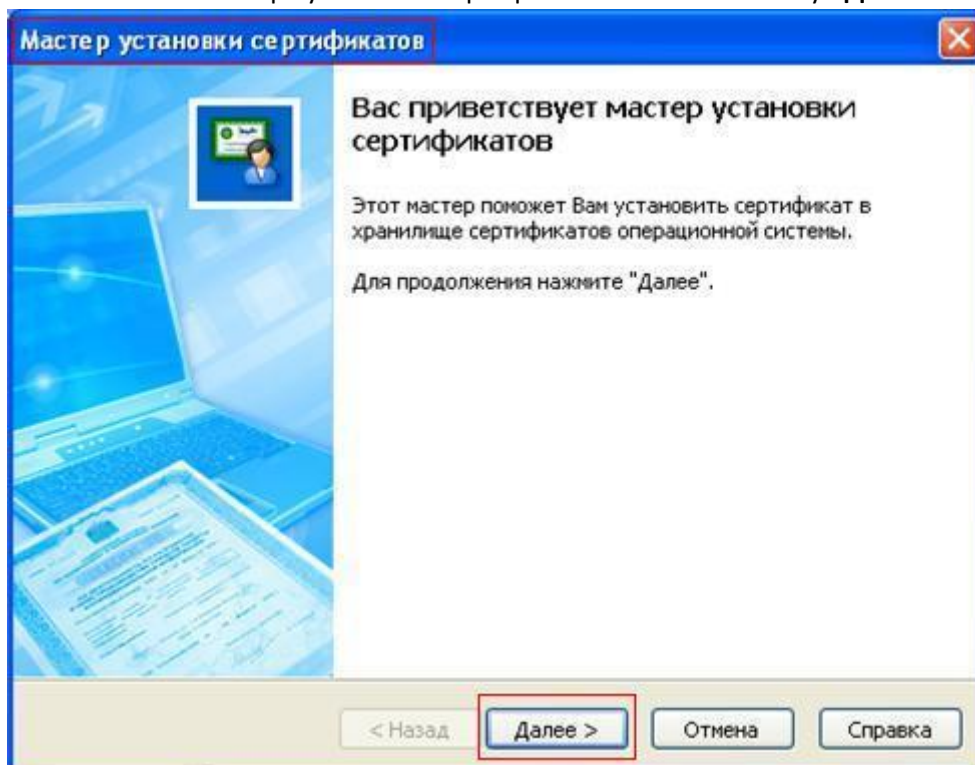 Мастер установки сертификатов
Вас приветствует мастер установки
сертификатов
Этот мастер поможет Вам установить сертификат в
хранилище сертификатов операционной системы.
Для продолжения нажмите "Далее".
< Назад
Далее >
Отмена
Справка